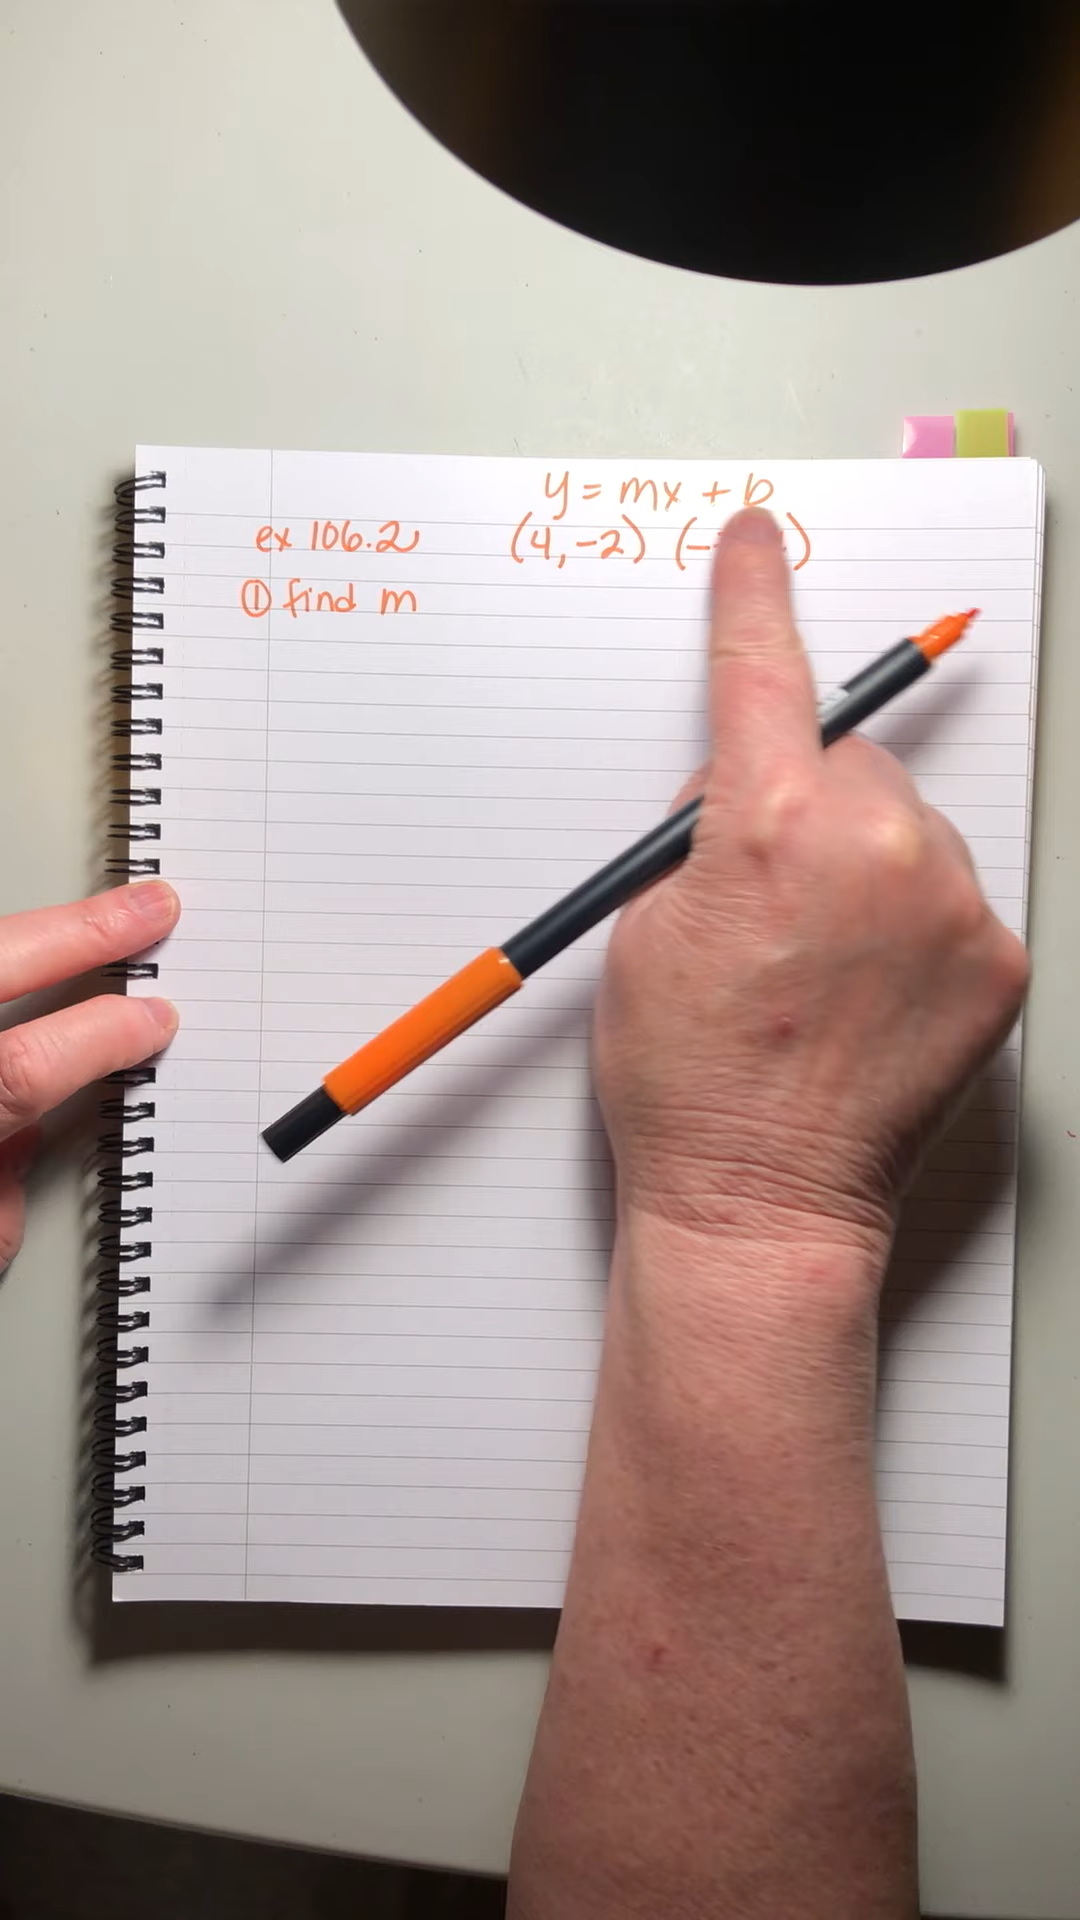 y = mx + b
ex 106.2 (4,-2) (-
① find m